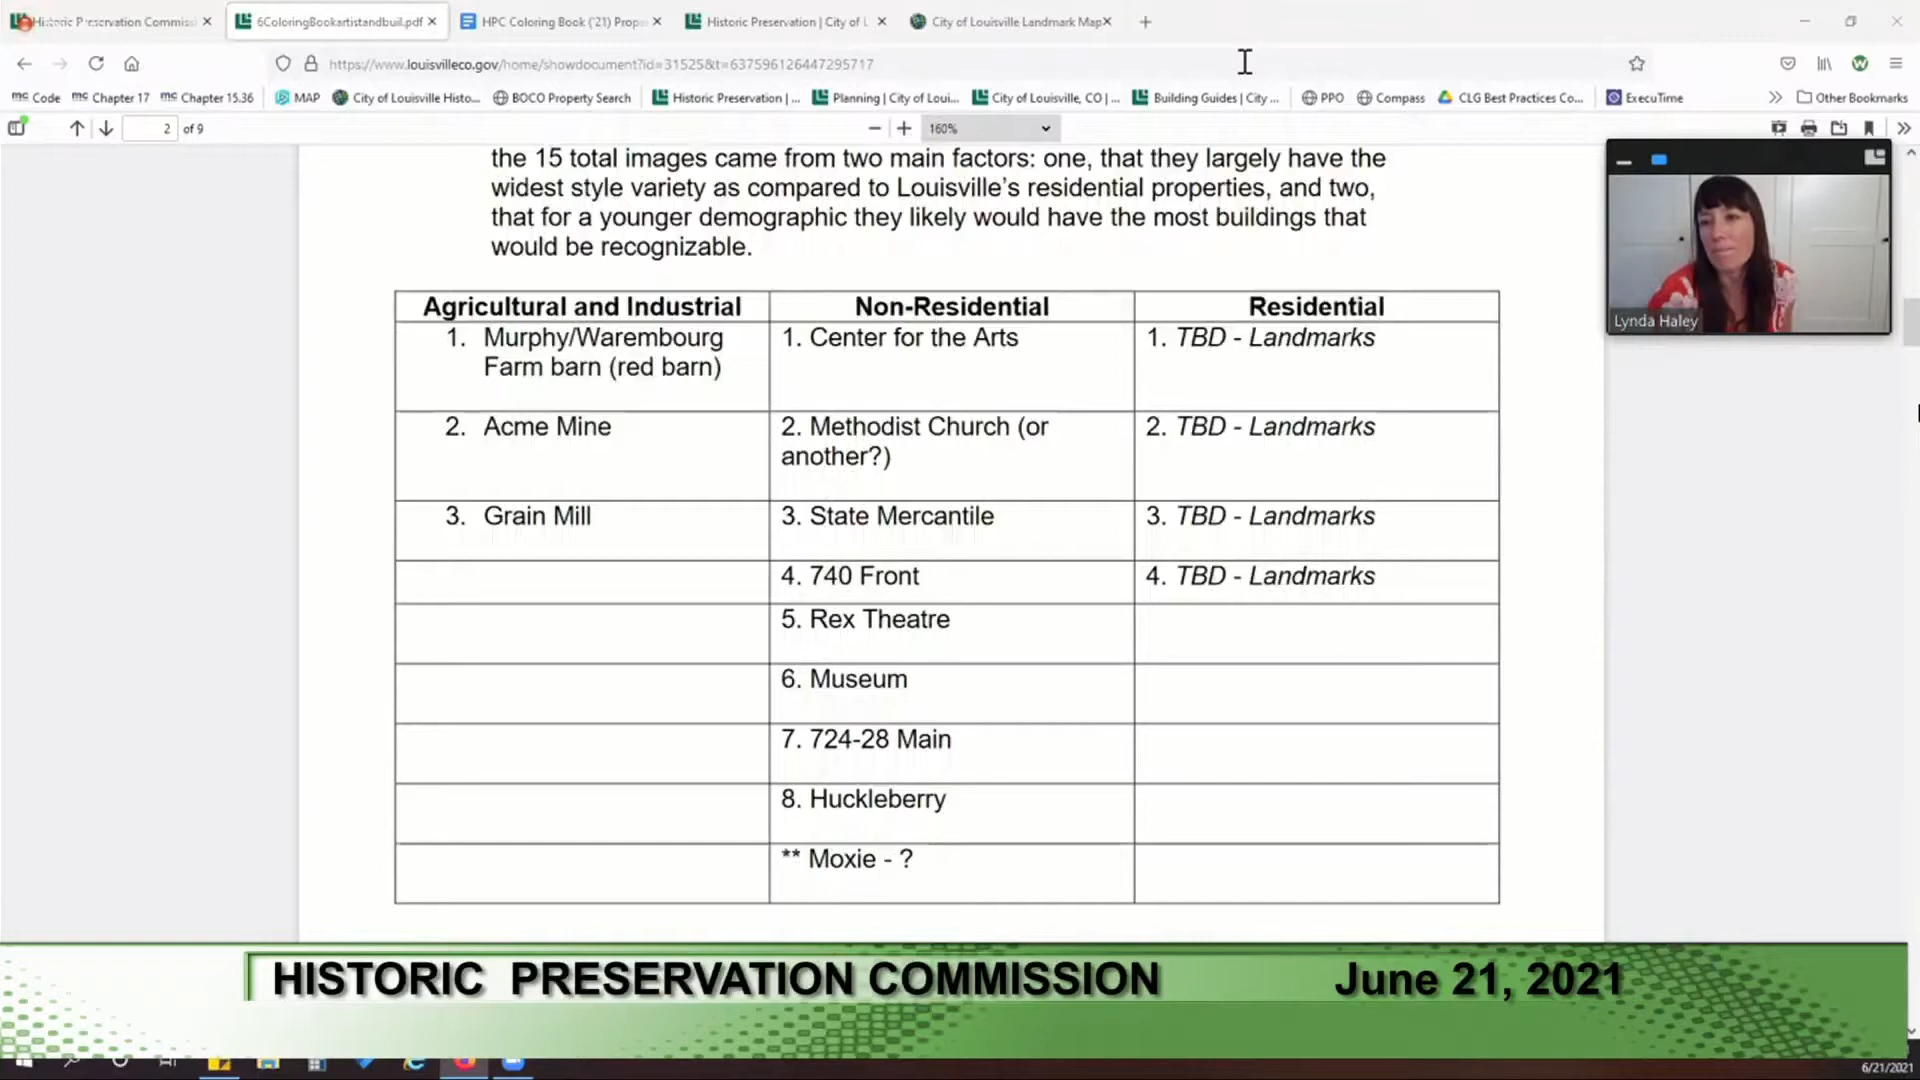 Historic Preservation Commiss
6ColoringBookartistandbuil.pdf
HPC Coloring Book ('21) Propo
Historic Preservation | City of L
City of Louisville Landmark Map
https://www.louisvilleco.gov/home/showdocument?id=31525&t=637596126447295717
mc Code
mc Chapter 17
mc Chapter 15.36
MAP
City of Louisville Histo...
BOCO Property Search
Historic Preservation | ...
Planning | City of Loui...
City of Louisville, CO | ...
Building Guides | City ...
PPO
Compass
CLG Best Practices Co...
ExecuTime
Other Bookmarks
2 of 9
160%
the 15 total images came from two main factors: one, that they largely have the
widest style variety as compared to Louisville's residential properties, and two,
that for a younger demographic they likely would have the most buildings that
would be recognizable.
Lynda Haley
Agricultural and Industrial Non-Residential Residential
1. Murphy/Warembourg 1. Center for the Arts 1. TBD - Landmarks
Farm barn (red barn)
2. Acme Mine 2. Methodist Church (or 2. TBD - Landmarks
another?)
3. Grain Mill 3. State Mercantile 3. TBD - Landmarks
4. 740 Front 4. TBD - Landmarks
5. Rex Theatre
6. Museum
7. 724-28 Main
8. Huckleberry
** Moxie - ?
HISTORIC PRESERVATION COMMISSION June 21, 2021
6/21/2021